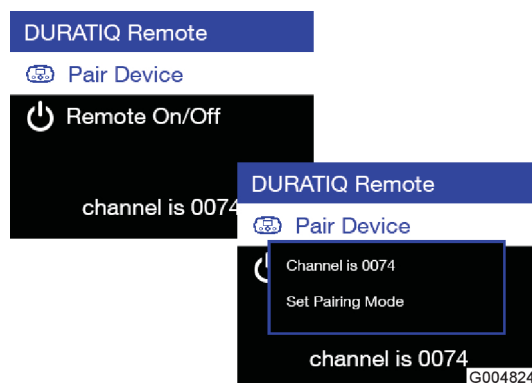 DURATIQ Remote
Pair Device
Remote On/Off
channel is 0074
DURATIQ Remote
Pair Device
Channel is 0074
Set Pairing Mode
channel is 0074
G004824